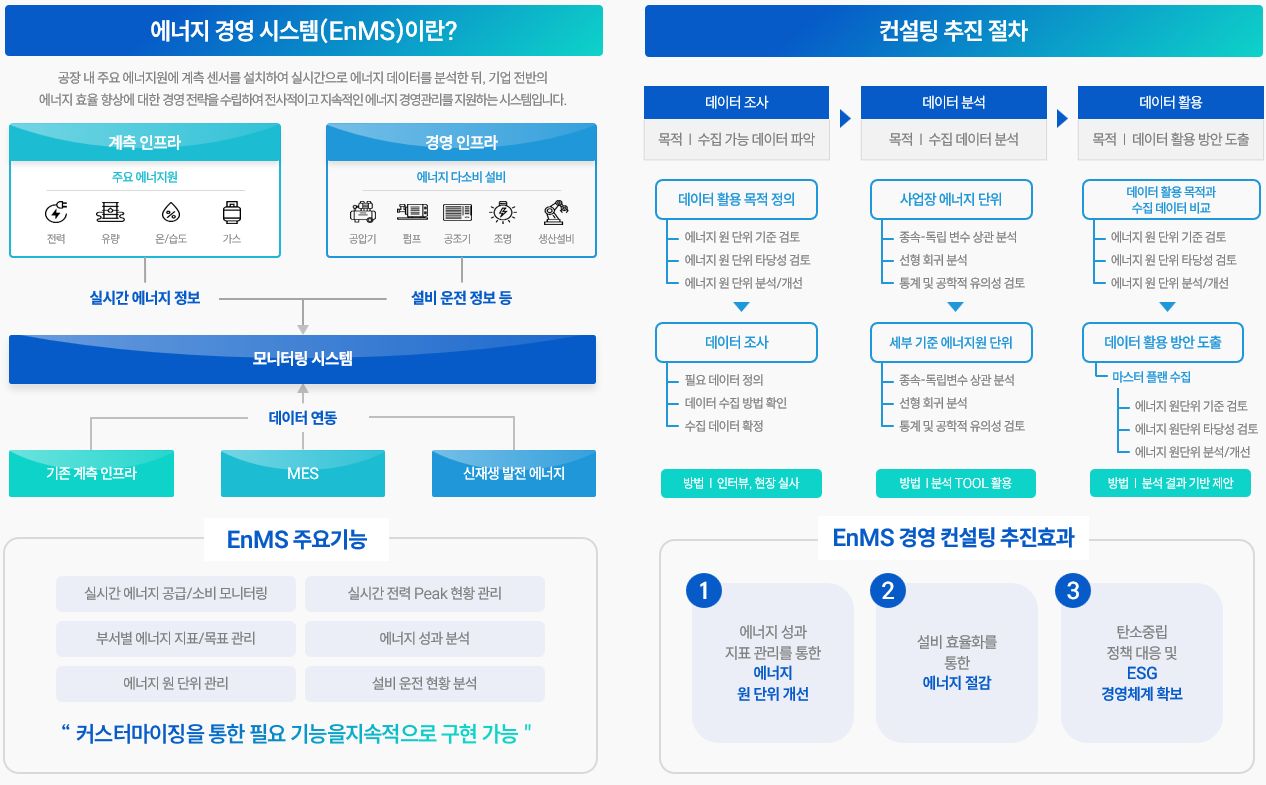 에너지 경영 시스템(EnMS)이란?
공장 내 주요 에너지원에 계측 센서를 설치하여 실시간으로 에너지 데이터를 분석한 뒤, 기업 전반의
에너지 효율 향상에 대한 경영 전략을 수립하여 전사적이고 지속적인 에너지 경영관리를 지원하는 시스템입니다.
계측 인프라
주요 에너지원
전력
유량
온/습도
가스
경영 인프라
에너지 다소비 설비
공압기
펌프
공조기
조명
생산설비
실시간 에너지 정보
설비 운전 정보 등
모니터링 시스템
데이터 연동
기존 계측 인프라
MES
신재생 발전 에너지
EnMS 주요기능
실시간 에너지 공급/소비 모니터링
실시간 전력 Peak 현황 관리
부서별 에너지 지표/목표 관리
에너지 성과 분석
에너지 원 단위 관리
설비 운전 현황 분석
“ 커스터마이징을 통한 필요 기능을지속적으로 구현 가능 "
컨설팅 추진 절차
데이터 조사
목적 ㅣ 수집 가능 데이터 파악
데이터 분석
목적 ㅣ 수집 데이터 분석
데이터 활용
목적 ㅣ 데이터 활용 방안 도출
데이터 활용 목적 정의
에너지 원 단위 기준 검토
에너지 원 단위 타당성 검토
에너지 원 단위 분석/개선
데이터 조사
필요 데이터 정의
데이터 수집 방법 확인
수집 데이터 확정
방법 ㅣ 인터뷰, 현장 실사
사업장 에너지 단위
종속-독립 변수 상관 분석
선형 회귀 분석
통계 및 공학적 유의성 검토
세부 기준 에너지원 단위
종속-독립변수 상관 분석
선형 회귀 분석
통계 및 공학적 유의성 검토
방법 ㅣ분석 TOOL 활용
데이터 활용 목적과
수집 데이터 비교
에너지 원 단위 기준 검토
에너지 원 단위 타당성 검토
에너지 원 단위 분석/개선
데이터 활용 방안 도출
마스터 플랜 수집
에너지 원단위 기준 검토
에너지 원단위 타당성 검토
에너지 원단위 분석/개선
방법 ㅣ 분석 결과 기반 제안
EnMS 경영 컨설팅 추진효과
1
에너지 성과
지표 관리를 통한
에너지
원 단위 개선
2
설비 효율화를
통한
에너지 절감
3
탄소중립
정책 대응 및
ESG
경영체계 확보